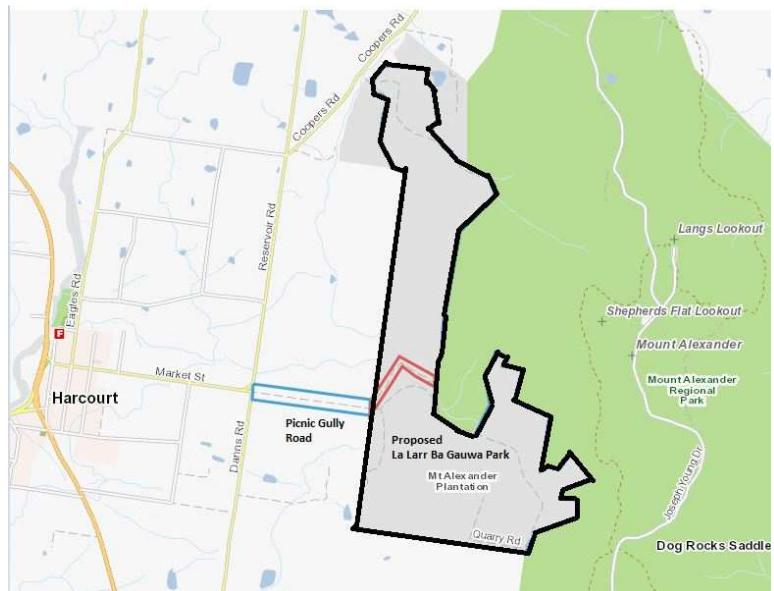 Coopers Rd
Coopers Rd
Reservoir Rd
Eagles Rd
Langs Lookout
Shepherds Flat Lookout
F
Mount Alexander
Market St
Mount Alexander
Regional
Park
Harcourt
Picnic Gully
Road
Danns Rd
Proposed
La Larr Ba Gauwa Park
Mt Alexander
Plantation
Joseph Young Dr
Quarry Rd
Dog Rocks Saddle